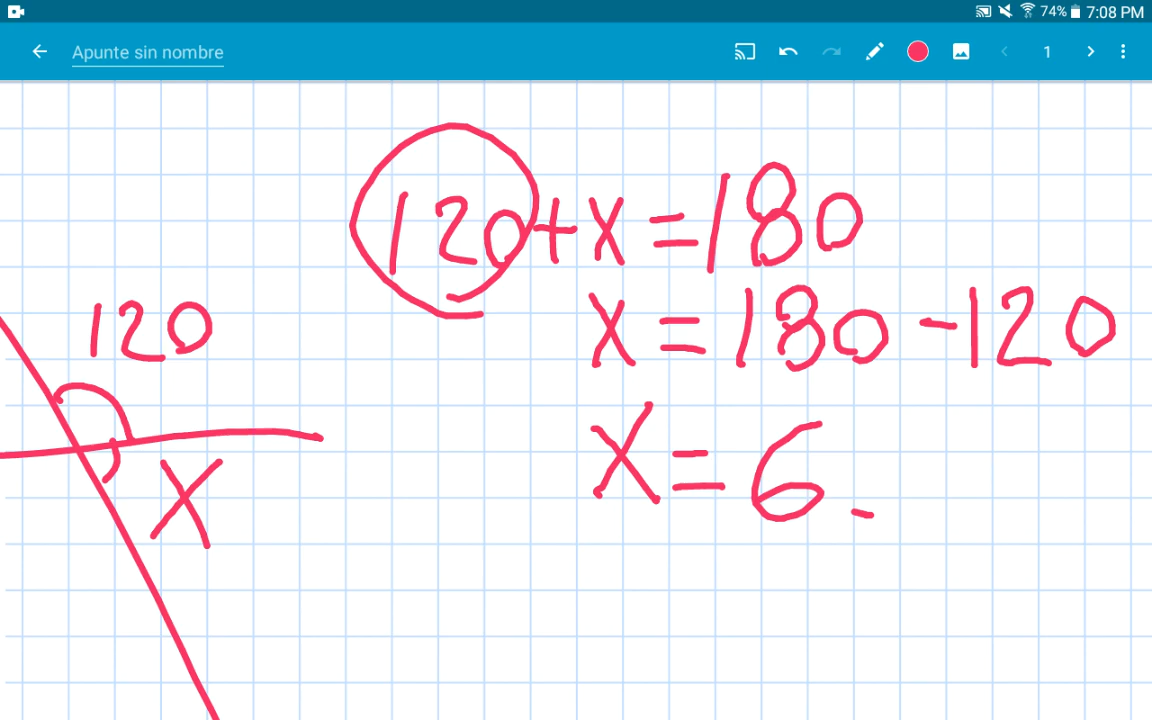 74% 7:08 PM
Apunte sin nombre
1
120+x=180
x=180-120
x=6
120
x